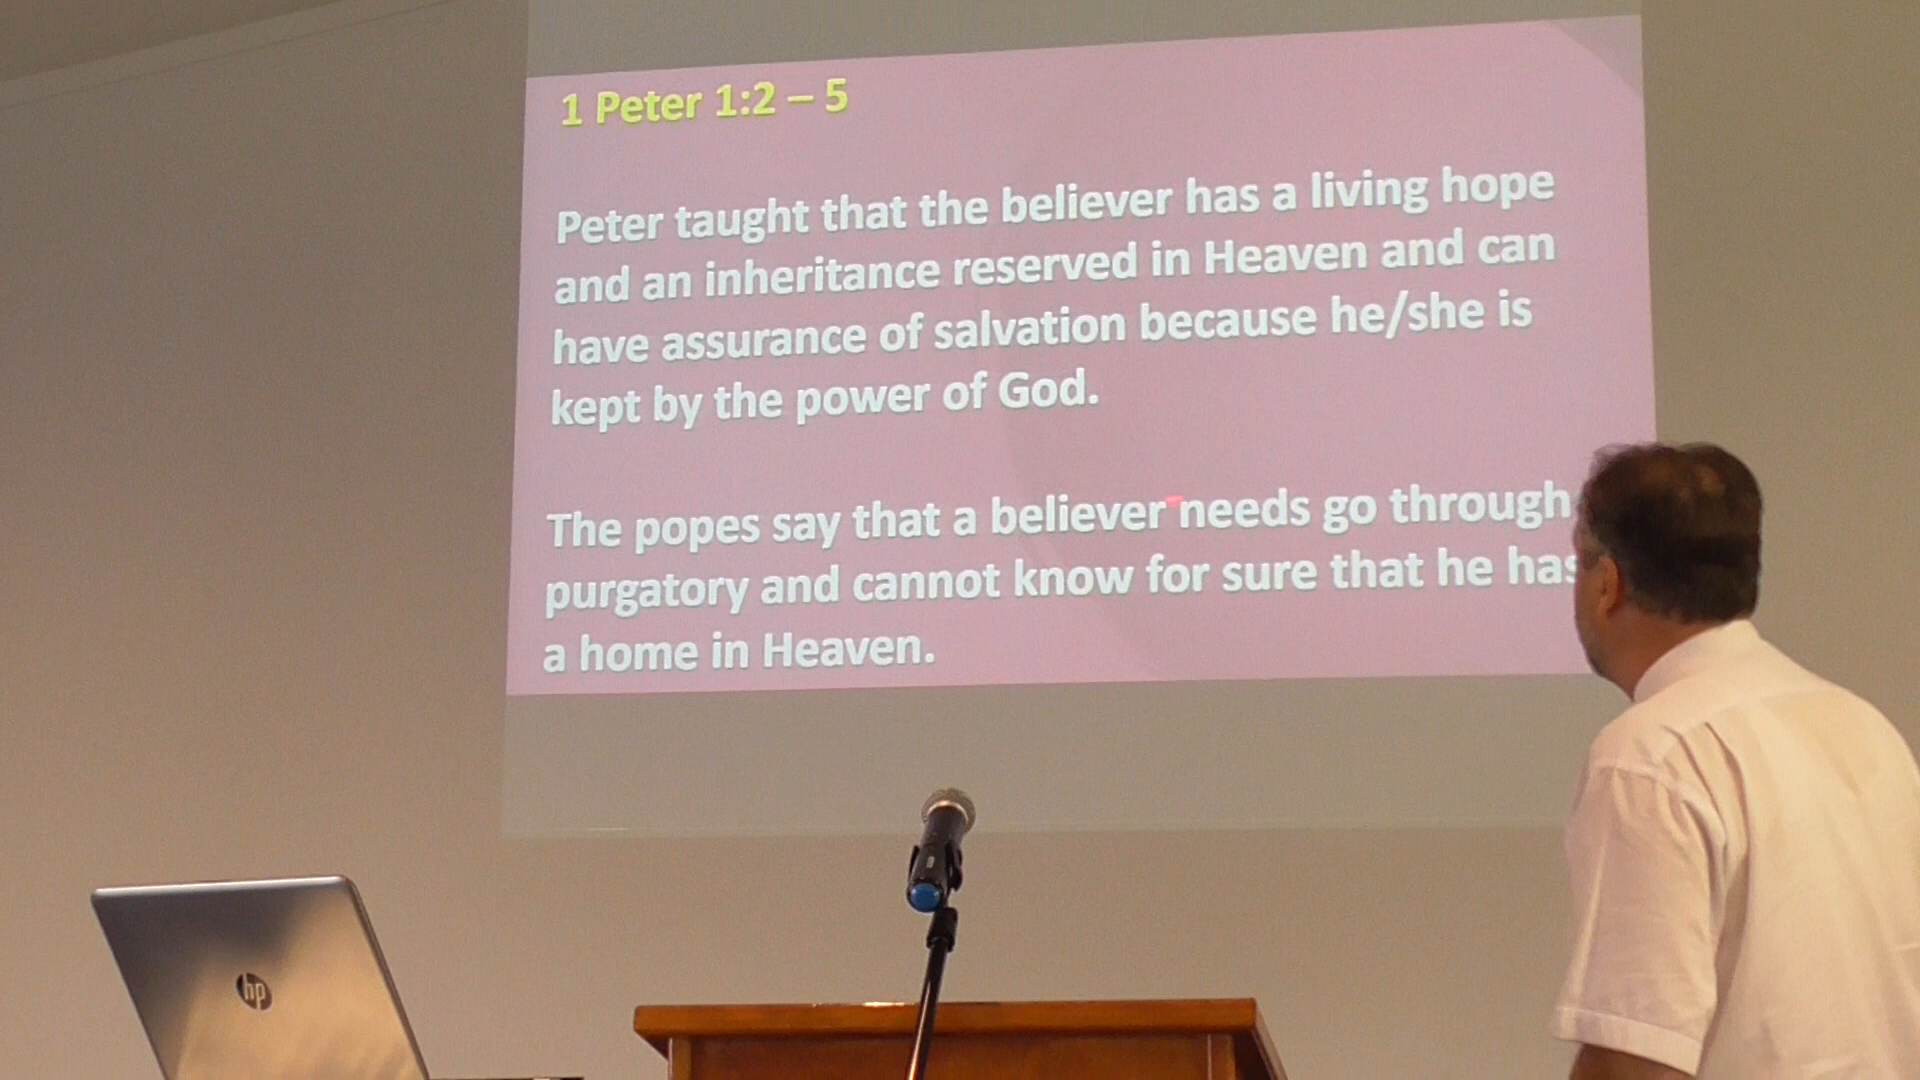 1 Peter 1:2 – 5
Peter taught that the believer has a living hope
and an inheritance reserved in Heaven and can
have assurance of salvation because he/she is
kept by the power of God.
The popes say that a believer needs go through
purgatory and cannot know for sure that he has
a home in Heaven.
hp